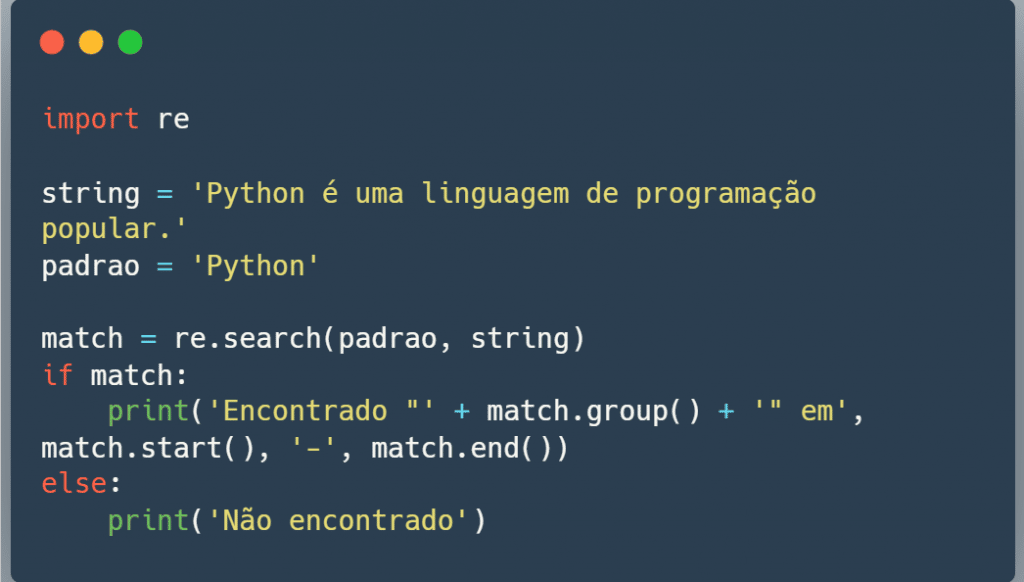 import re

string = 'Python é uma linguagem de programação
popular.'
padrao = 'Python'

match = re.search(padrao, string)
if match:
    print('Encontrado "' + match.group() + '" em',
match.start(), '-', match.end())
else:
    print('Não encontrado')